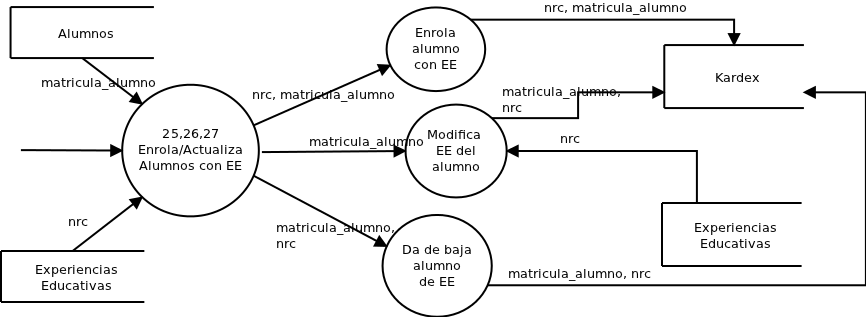 nrc, matricula_alumno
Alumnos
Enrola
alumno
con EE
Kardex
matricula_alumno
nrc, matricula_alumno
matricula_alumno,
nrc
25,26,27
Enrola/Actualiza
Alumnos con EE
matricula_alumno
Modifica
EE del
alumno
nrc
nrc
matricula_alumno,
nrc
Experiencias
Educativas
Da de baja
alumno
de EE
Experiencias
Educativas
matricula_alumno, nrc